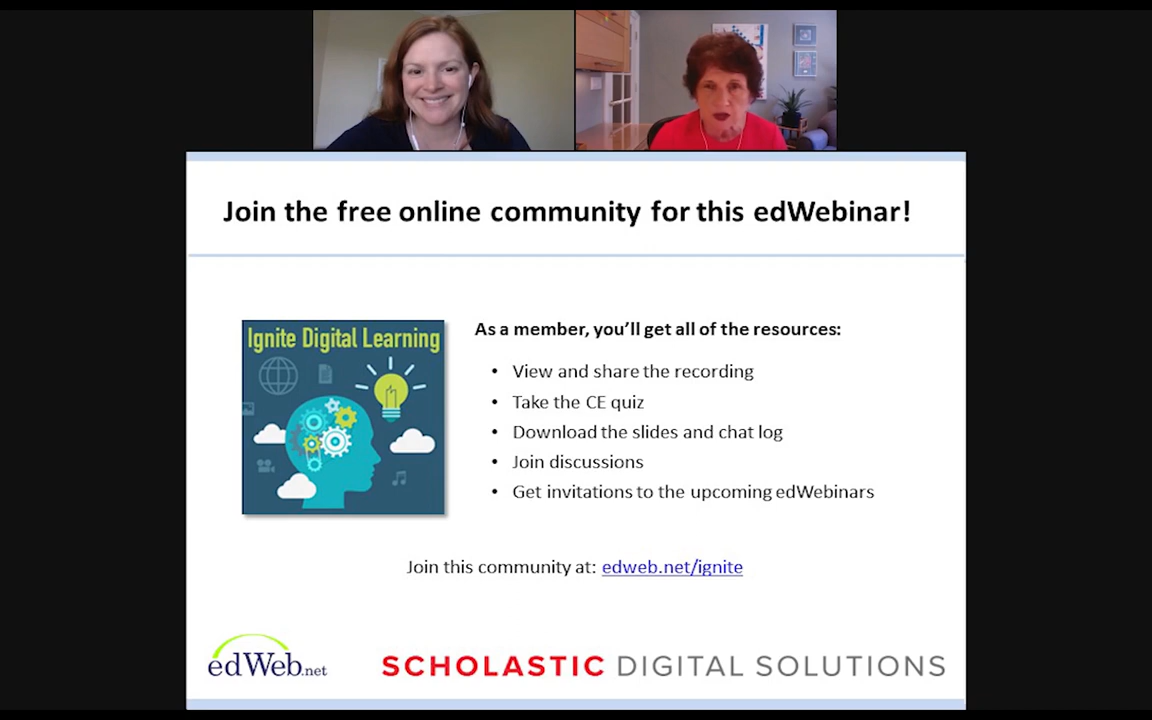 Join the free online community for this edWebinar!
Ignite Digital Learning
As a member, you'll get all of the resources:
• View and share the recording
• Take the CE quiz
• Download the slides and chat log
• Join discussions
• Get invitations to the upcoming edWebinars
Join this community at: edweb.net/ignite
edWeb.net
SCHOLASTIC DIGITAL SOLUTIONS